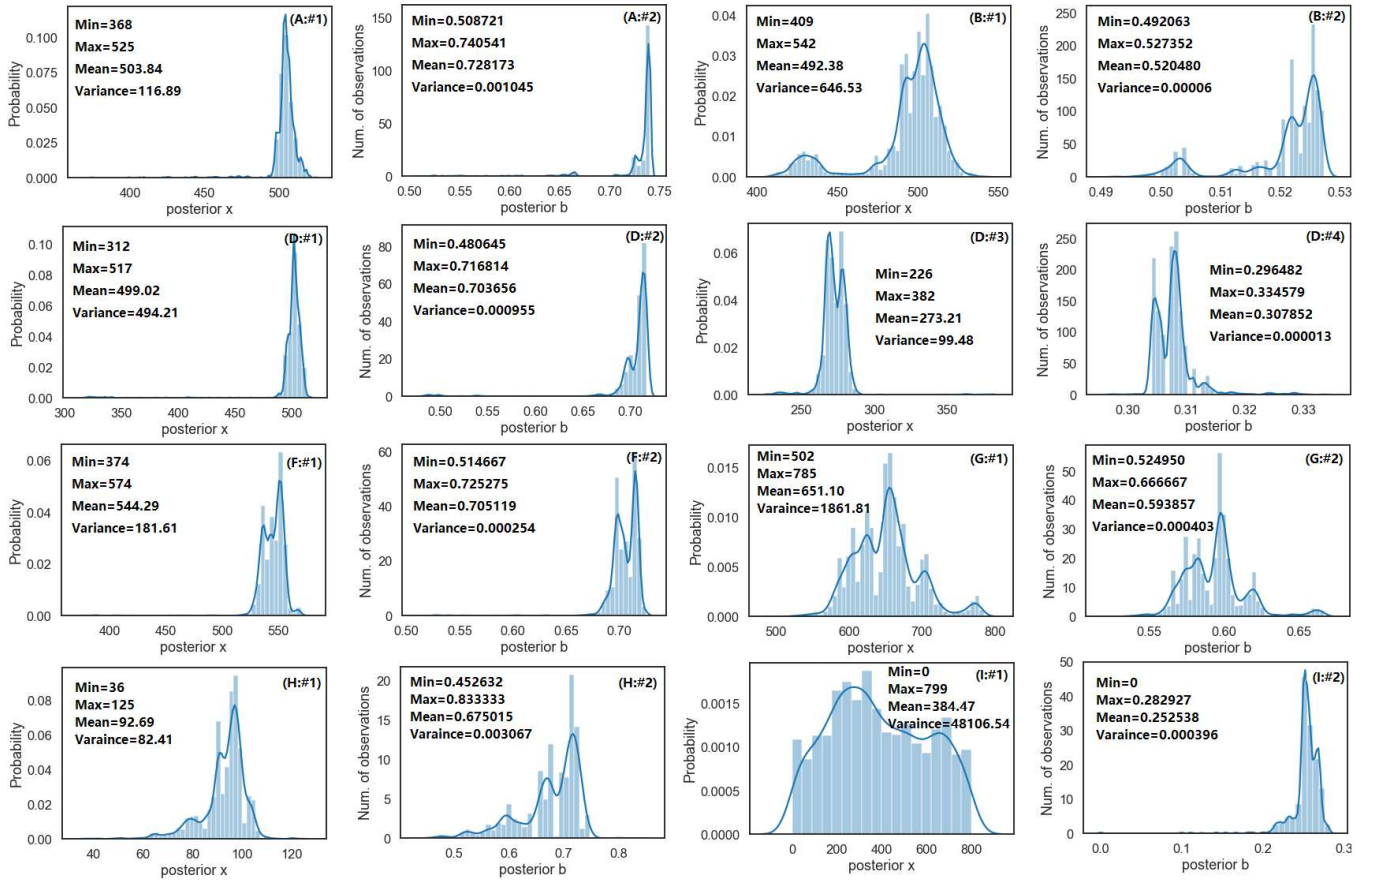 (A:#1)
Min=368
Max=525
Mean=503.84
Variance=116.89
Probability
0.100
0.075
0.050
0.025
0.000
400
450
500
posterior x
(A:#2)
Min=0.508721
Max=0.740541
Mean=0.728173
Variance=0.001045
Num. of observations
150
100
50
0
0.50
0.55
0.60
0.65
0.70
0.75
posterior b
(B:#1)
Min=409
Max=542
Mean=492.38
Variance=646.53
Probability
0.04
0.03
0.02
0.01
0.00
400
450
500
550
posterior x
(B:#2)
Min=0.492063
Max=0.527352
Mean=0.520480
Variance=0.00006
Num. of observations
250
200
150
100
50
0
0.49
0.50
0.51
0.52
0.53
posterior b
(D:#1)
Min=312
Max=517
Mean=499.02
Variance=494.21
Probability
0.10
0.08
0.06
0.04
0.02
0.00
300
350
400
450
500
posterior x
(D:#2)
Min=0.480645
Max=0.716814
Mean=0.703656
Variance=0.000955
Num. of observations
80
60
40
20
0
0.50
0.55
0.60
0.65
0.70
posterior b
(D:#3)
Min=226
Max=382
Mean=273.21
Variance=99.48
Probability
0.06
0.04
0.02
0.00
250
300
350
posterior x
(D:#4)
Min=0.296482
Max=0.334579
Mean=0.307852
Variance=0.000013
Num. of observations
250
200
150
100
50
0
0.30
0.31
0.32
0.33
posterior b
(F:#1)
Min=374
Max=574
Mean=544.29
Variance=181.61
Probability
0.06
0.04
0.02
0.00
400
450
500
550
posterior x
(F:#2)
Min=0.514667
Max=0.725275
Mean=0.705119
Variance=0.000254
Num. of observations
60
40
20
0
0.50
0.55
0.60
0.65
0.70
posterior b
(G:#1)
Min=502
Max=785
Mean=651.10
Varaince=1861.81
Probability
0.015
0.010
0.005
0.000
500
600
700
800
posterior x
(G:#2)
Min=0.524950
Max=0.666667
Mean=0.593857
Variance=0.000403
Num. of observations
50
40
30
20
10
0
0.55
0.60
0.65
posterior b
(H:#1)
Min=36
Max=125
Mean=92.69
Varaince=82.41
Probability
0.08
0.06
0.04
0.02
0.00
40
60
80
100
120
posterior x
(H:#2)
Min=0.452632
Max=0.833333
Mean=0.675015
Varaince=0.003067
Num. of observations
20
15
10
5
0
0.5
0.6
0.7
0.8
posterior b
(I:#1)
Min=0
Max=799
Mean=384.47
Varaince=48106.54
Probability
0.0015
0.0010
0.0005
0.0000
0
200
400
600
800
posterior x
(I:#2)
Min=0
Max=0.282927
Mean=0.252538
Varaince=0.000396
Num. of observations
50
40
30
20
10
0
0.0
0.1
0.2
0.3
posterior b